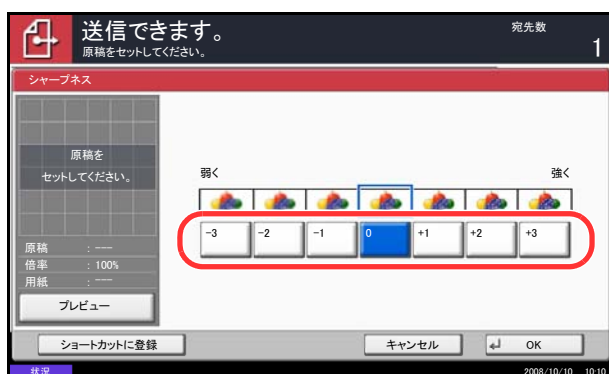 送信できます。
原稿をセットしてください。
宛先数
1
シャープネス
原稿を
セットしてください。
弱く 強く
-3 -2 -1 0 +1 +2 +3
原稿 : ---
倍率 : 100%
用紙 : ---
プレビュー
ショートカットに登録 キャンセル OK
状況 2008/10/10 10:10